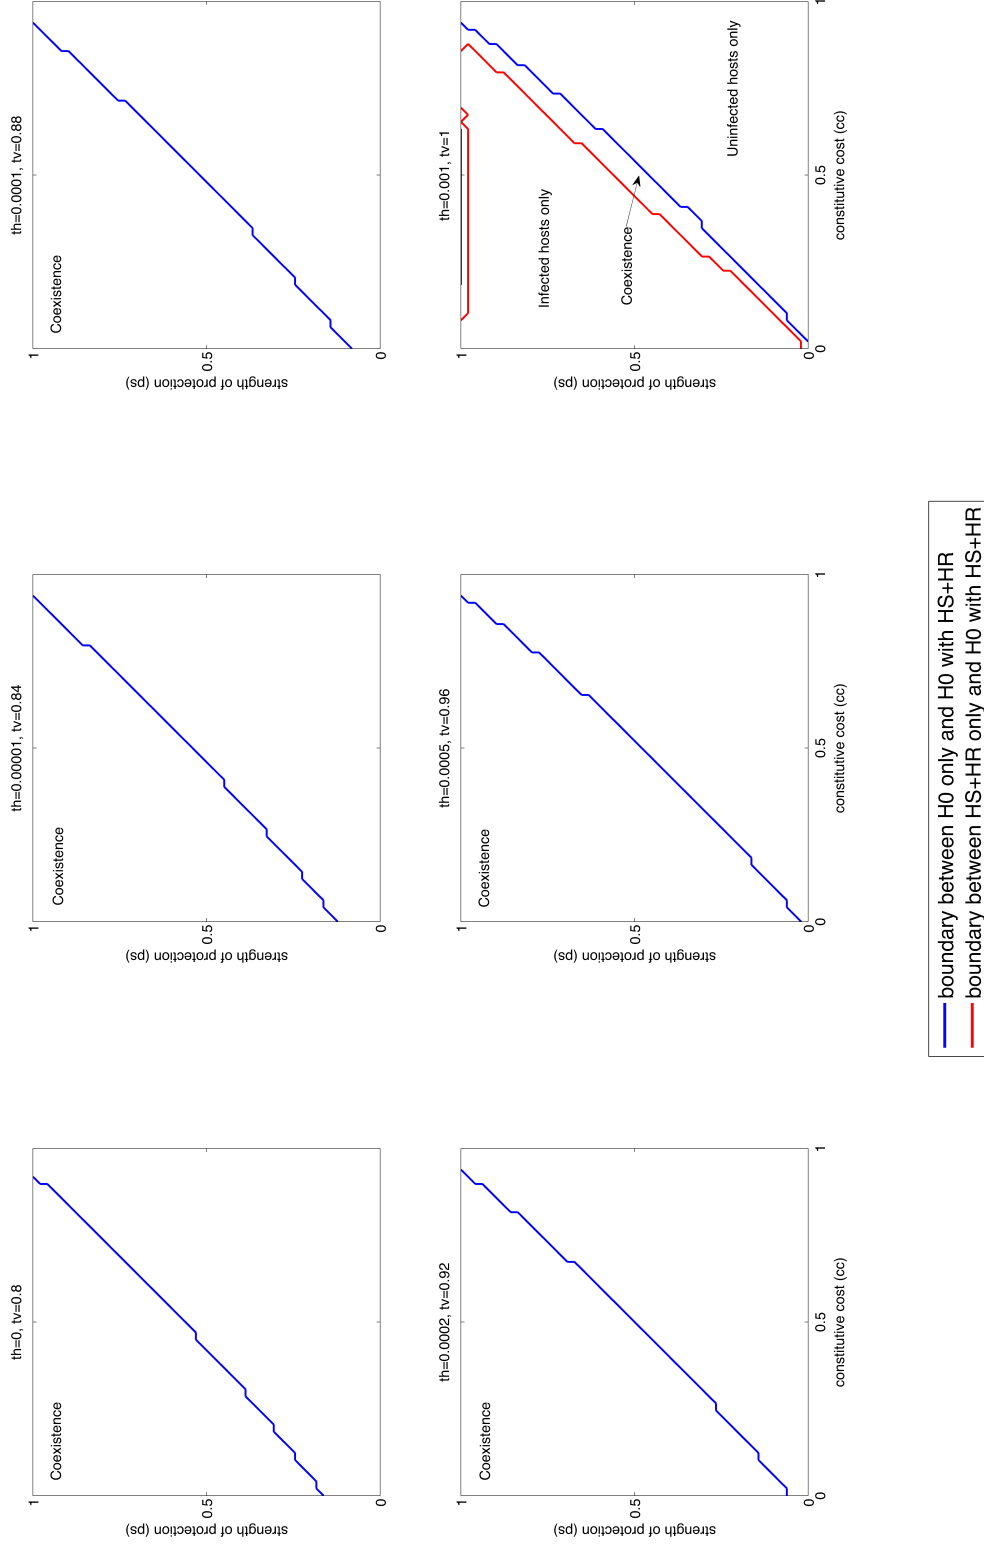 th=0, tv=0.8
1
0.5
0
strength of protection (ps)
Coexistence
th=0.00001, tv=0.84
1
0.5
0
strength of protection (ps)
Coexistence
th=0.0001, tv=0.88
1
0.5
0
strength of protection (ps)
Coexistence
th=0.0002, tv=0.92
1
0.5
0
strength of protection (ps)
Coexistence
0
0.5
1
constitutive cost (cc)
th=0.0005, tv=0.96
1
0.5
0
strength of protection (ps)
Coexistence
0
0.5
1
constitutive cost (cc)
th=0.001, tv=1
1
0.5
0
strength of protection (ps)
Infected hosts only
Coexistence
Uninfected hosts only
0
0.5
1
constitutive cost (cc)
boundary between H0 only and H0 with HS+HR
boundary between HS+HR only and H0 with HS+HR